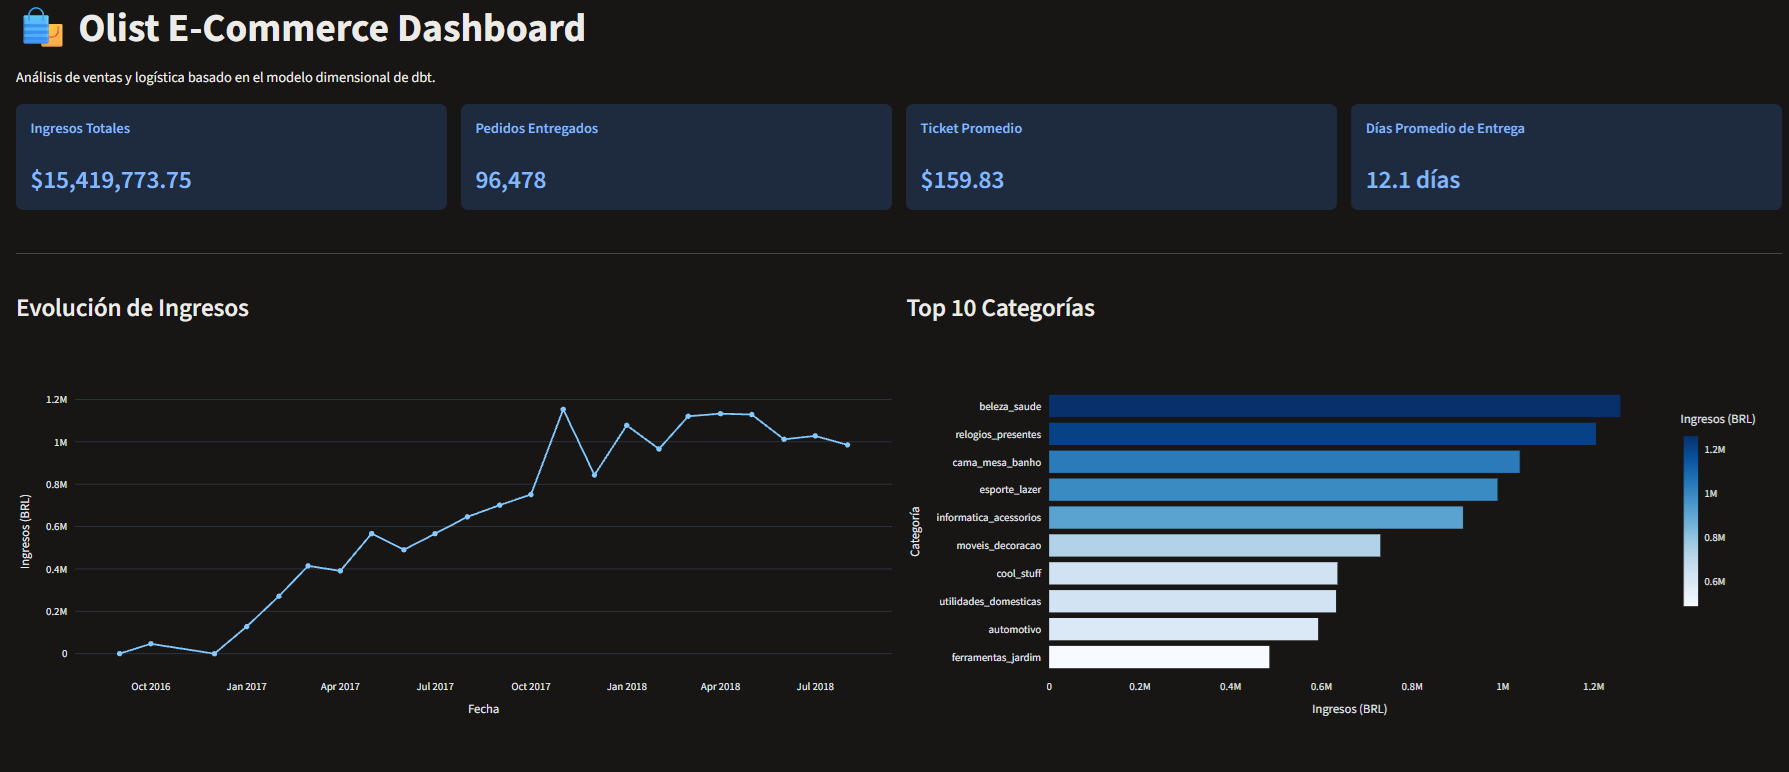 Olist E-Commerce Dashboard
Análisis de ventas y logística basado en el modelo dimensional de dbt.
Ingresos Totales
$15,419,773.75
Pedidos Entregados
96,478
Ticket Promedio
$159.83
Días Promedio de Entrega
12.1 días
Evolución de Ingresos
1.2M
1M
0.8M
0.6M
0.4M
0.2M
0
Ingresos (BRL)
Oct 2016
Jan 2017
Apr 2017
Jul 2017
Oct 2017
Jan 2018
Apr 2018
Jul 2018
Fecha
Top 10 Categorías
Categoría
beleza_saude
relogios_presentes
cama_mesa_banho
esporte_lazer
informatica_acessorios
moveis_decoracao
cool_stuff
utilidades_domesticas
automotivo
ferramentas_jardim
0
0.2M
0.4M
0.6M
0.8M
1M
1.2M
Ingresos (BRL)
Ingresos (BRL)
1.2M
1M
0.8M
0.6M